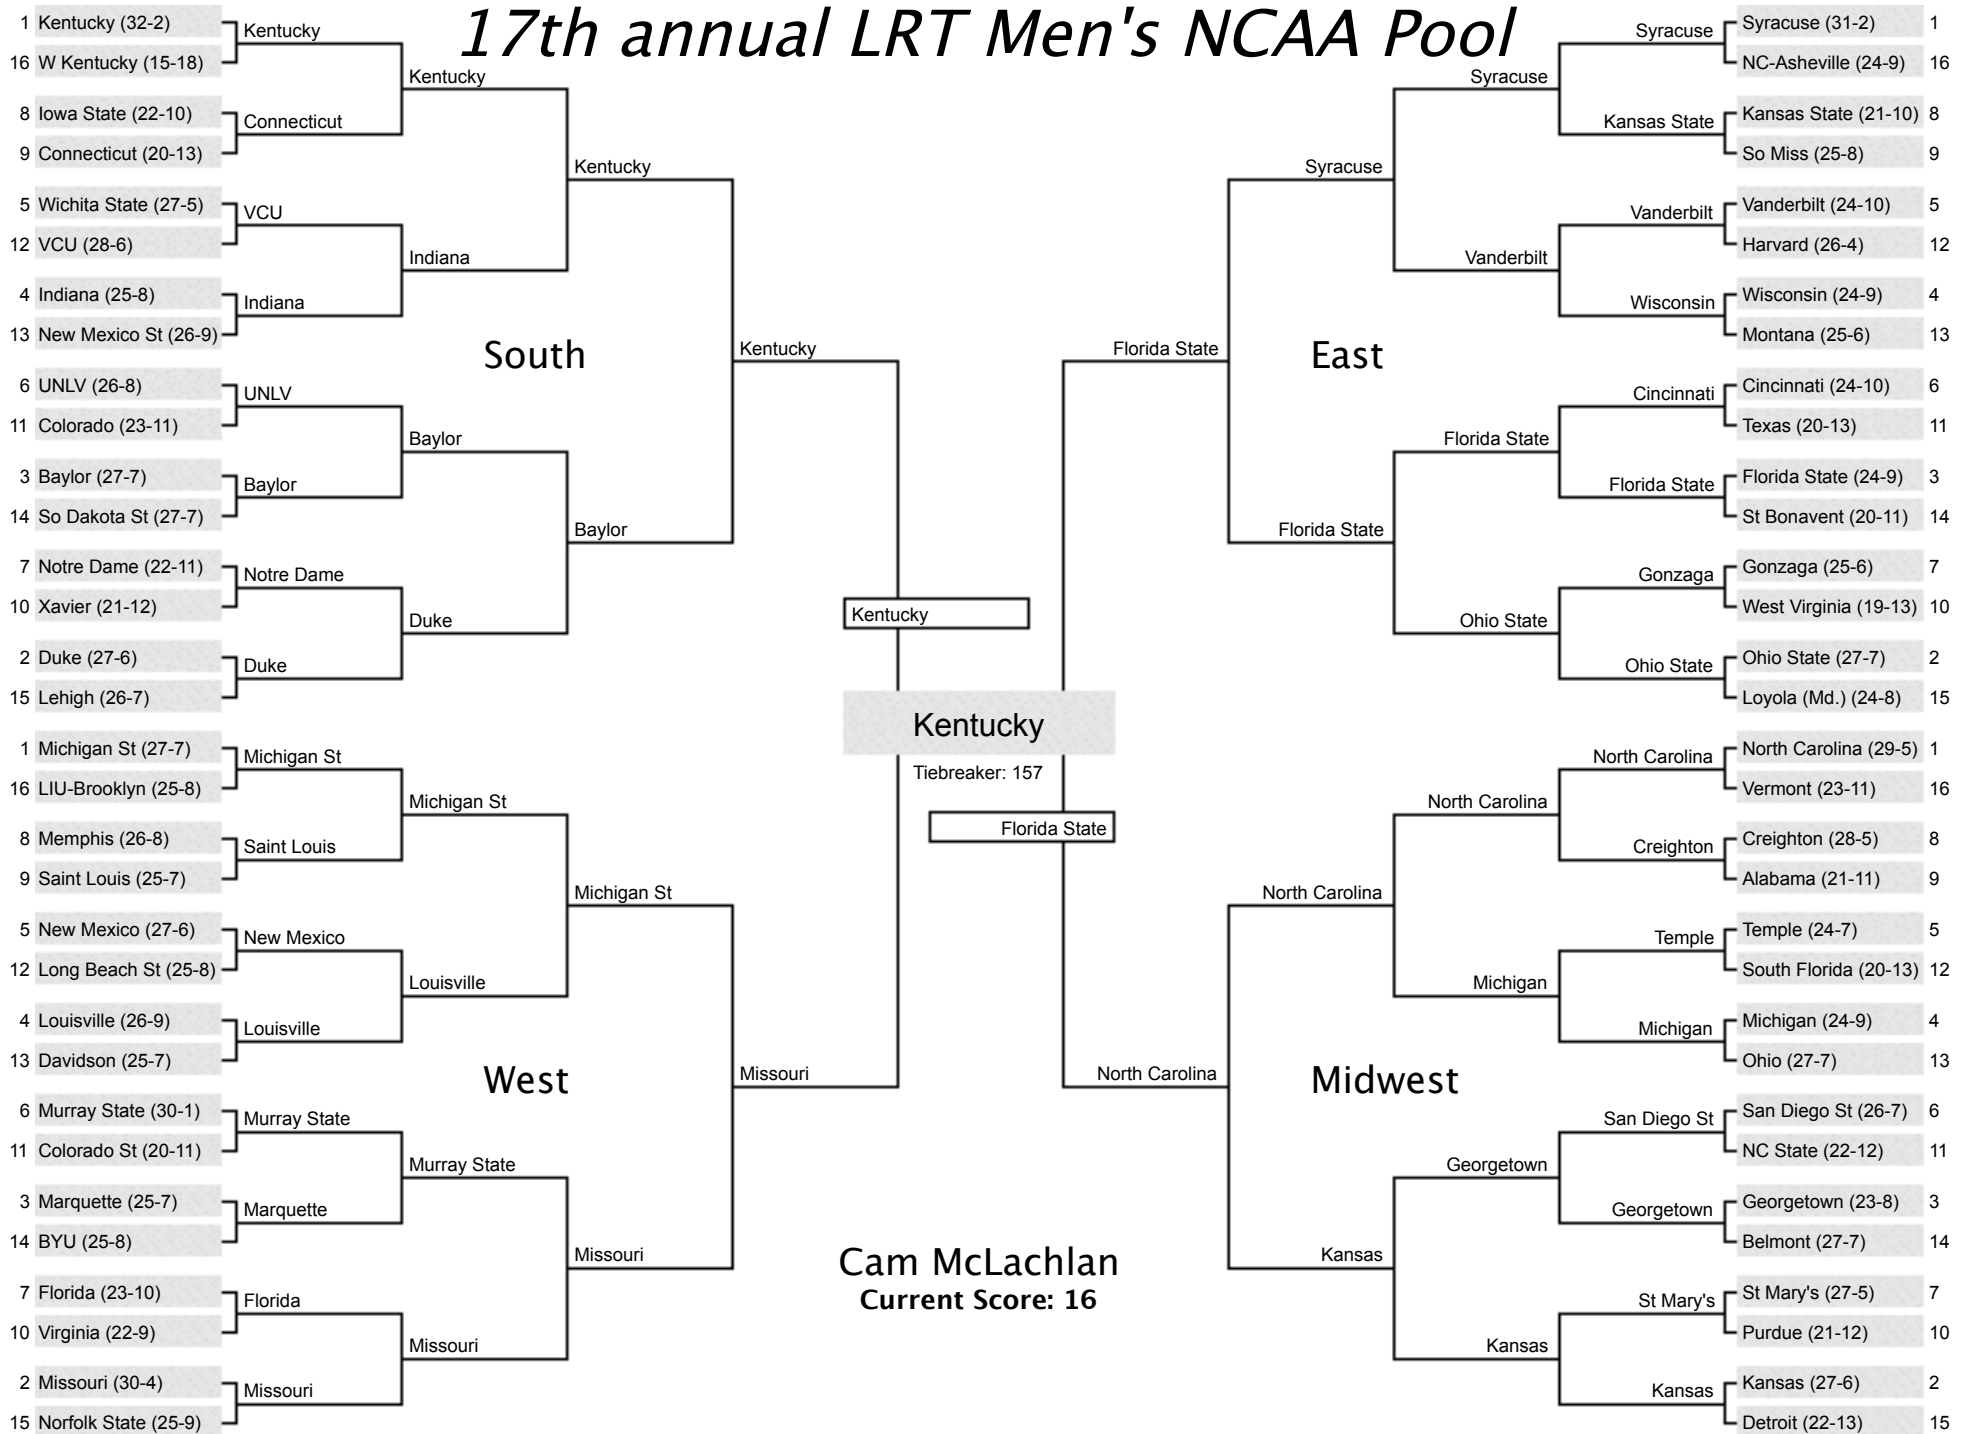 17th annual LRT Men's NCAA Pool
1 Kentucky (32-2)
16 W Kentucky (15-18)
8 Iowa State (22-10)
9 Connecticut (20-13)
5 Wichita State (27-5)
12 VCU (28-6)
4 Indiana (25-8)
13 New Mexico St (26-9)
6 UNLV (26-8)
11 Colorado (23-11)
3 Baylor (27-7)
14 So Dakota St (27-7)
7 Notre Dame (22-11)
10 Xavier (21-12)
2 Duke (27-6)
15 Lehigh (26-7)
Kentucky
Connecticut
VCU
Indiana
UNLV
Baylor
Notre Dame
Duke
Kentucky
Indiana
Baylor
Duke
Kentucky
Baylor
South
Kentucky
1 Michigan St (27-7)
16 LIU-Brooklyn (25-8)
8 Memphis (26-8)
9 Saint Louis (25-7)
5 New Mexico (27-6)
12 Long Beach St (25-8)
4 Louisville (26-9)
13 Davidson (25-7)
6 Murray State (30-1)
11 Colorado St (20-11)
3 Marquette (25-7)
14 BYU (25-8)
7 Florida (23-10)
10 Virginia (22-9)
2 Missouri (30-4)
15 Norfolk State (25-9)
Michigan St
Saint Louis
New Mexico
Louisville
Murray State
Marquette
Florida
Missouri
Michigan St
Louisville
Murray State
Missouri
Michigan St
Missouri
West
Missouri
Kentucky
Kentucky
Tiebreaker: 157
Florida State
Cam McLachlan
Current Score: 16
Florida State
East
Syracuse
Florida State
Syracuse
Vanderbilt
Florida State
Ohio State
Syracuse
Kansas State
Vanderbilt
Wisconsin
Cincinnati
Florida State
Gonzaga
Ohio State
Syracuse (31-2) 1
NC-Asheville (24-9) 16
Kansas State (21-10) 8
So Miss (25-8) 9
Vanderbilt (24-10) 5
Harvard (26-4) 12
Wisconsin (24-9) 4
Montana (25-6) 13
Cincinnati (24-10) 6
Texas (20-13) 11
Florida State (24-9) 3
St Bonavent (20-11) 14
Gonzaga (25-6) 7
West Virginia (19-13) 10
Ohio State (27-7) 2
Loyola (Md.) (24-8) 15
North Carolina
Midwest
North Carolina
Kansas
North Carolina
Michigan
Georgetown
Kansas
North Carolina
Creighton
Temple
Michigan
San Diego St
Georgetown
St Mary's
Kansas
North Carolina (29-5) 1
Vermont (23-11) 16
Creighton (28-5) 8
Alabama (21-11) 9
Temple (24-7) 5
South Florida (20-13) 12
Michigan (24-9) 4
Ohio (27-7) 13
San Diego St (26-7) 6
NC State (22-12) 11
Georgetown (23-8) 3
Belmont (27-7) 14
St Mary's (27-5) 7
Purdue (21-12) 10
Kansas (27-6) 2
Detroit (22-13) 15